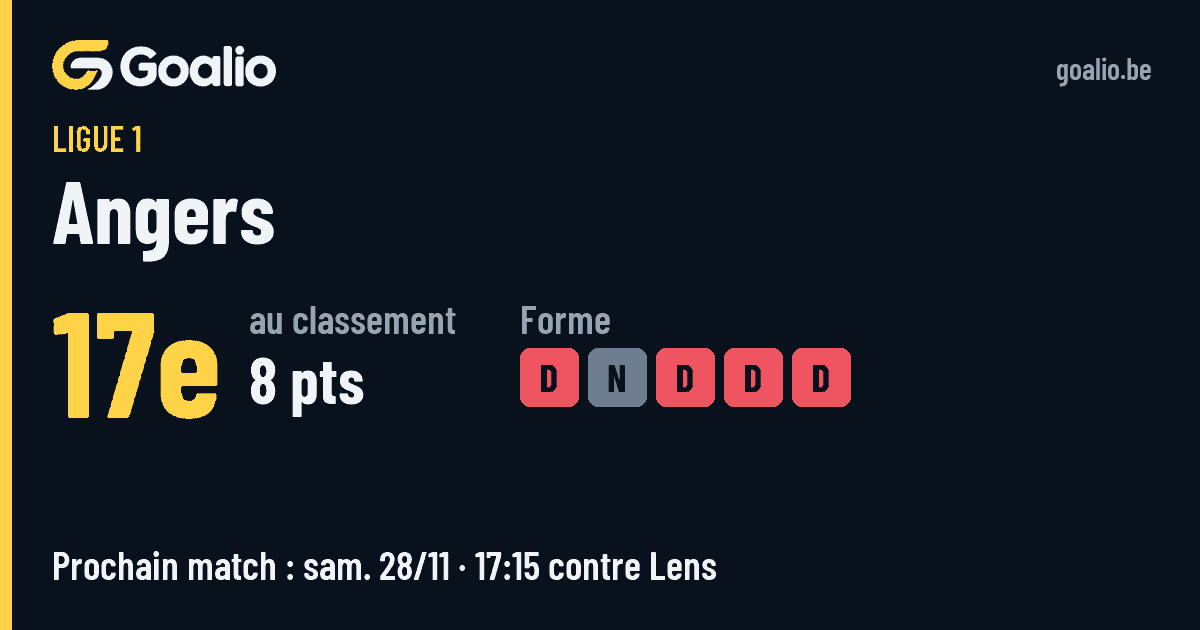 Goalio
goalio.be
LIGUE 1
Angers
17e
au classement
8 pts
Forme
D N D D D
Prochain match : sam. 28/11 · 17:15 contre Lens